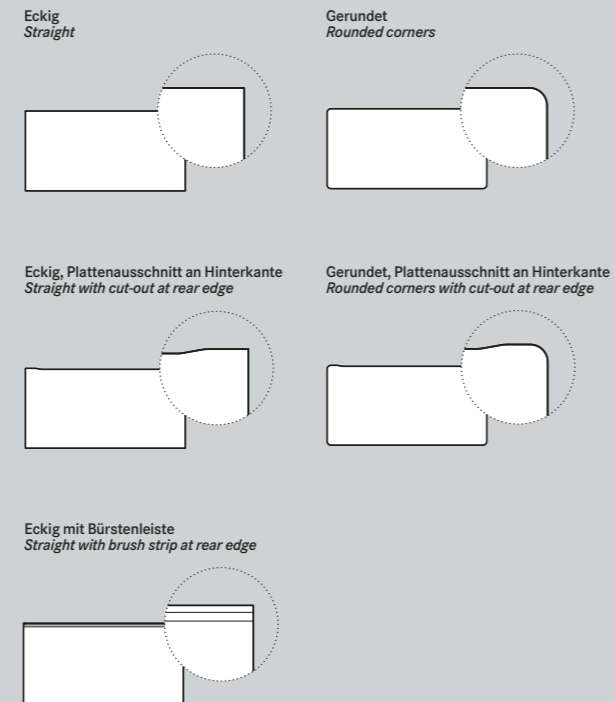 Eckig
Straight
Gerundet
Rounded corners
Eckig, Plattenausschnitt an Hinterkante
Straight with cut-out at rear edge
Gerundet, Plattenausschnitt an Hinterkante
Rounded corners with cut-out at rear edge
Eckig mit Bürstenleiste
Straight with brush strip at rear edge